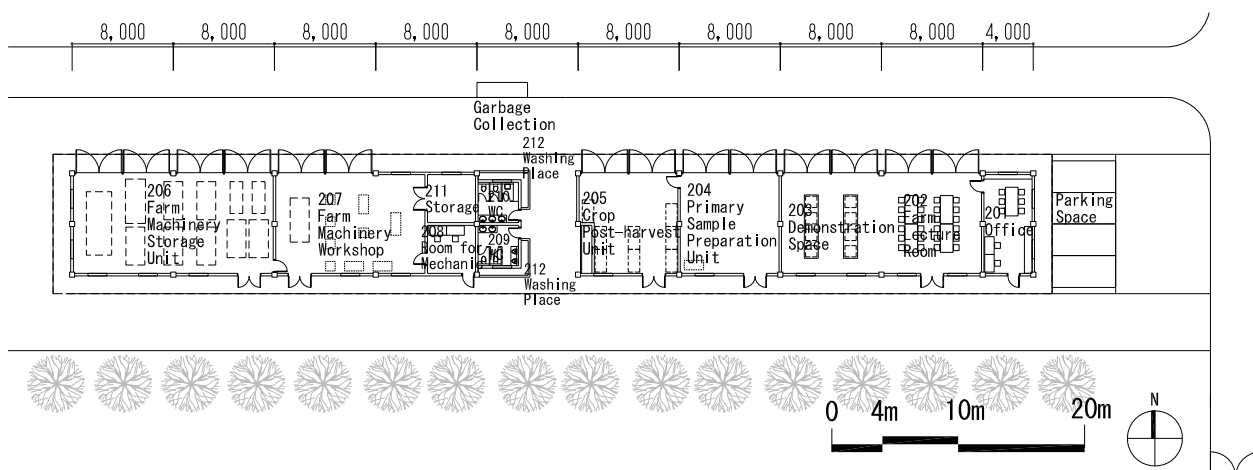 8,000 8,000 8,000 8,000 8,000 8,000 8,000 8,000 8,000 4,000
Garbage
Collection
212
Washing
Place
206
Farm
Machinery
Storage
Unit
207
Farm
Machinery
Workshop
211
Storage
208
Room for
Mechanic
210
WC
209
WC
212
Washing
Place
205
Crop
Post-harvest
Unit
204
Primary
Sample
Preparation
Unit
203
Demonstration
Space
202
Farm
Lecture
Room
201
Office
Parking
Space
0 4m 10m 20m
N